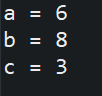 a = 6
b = 8
c = 3